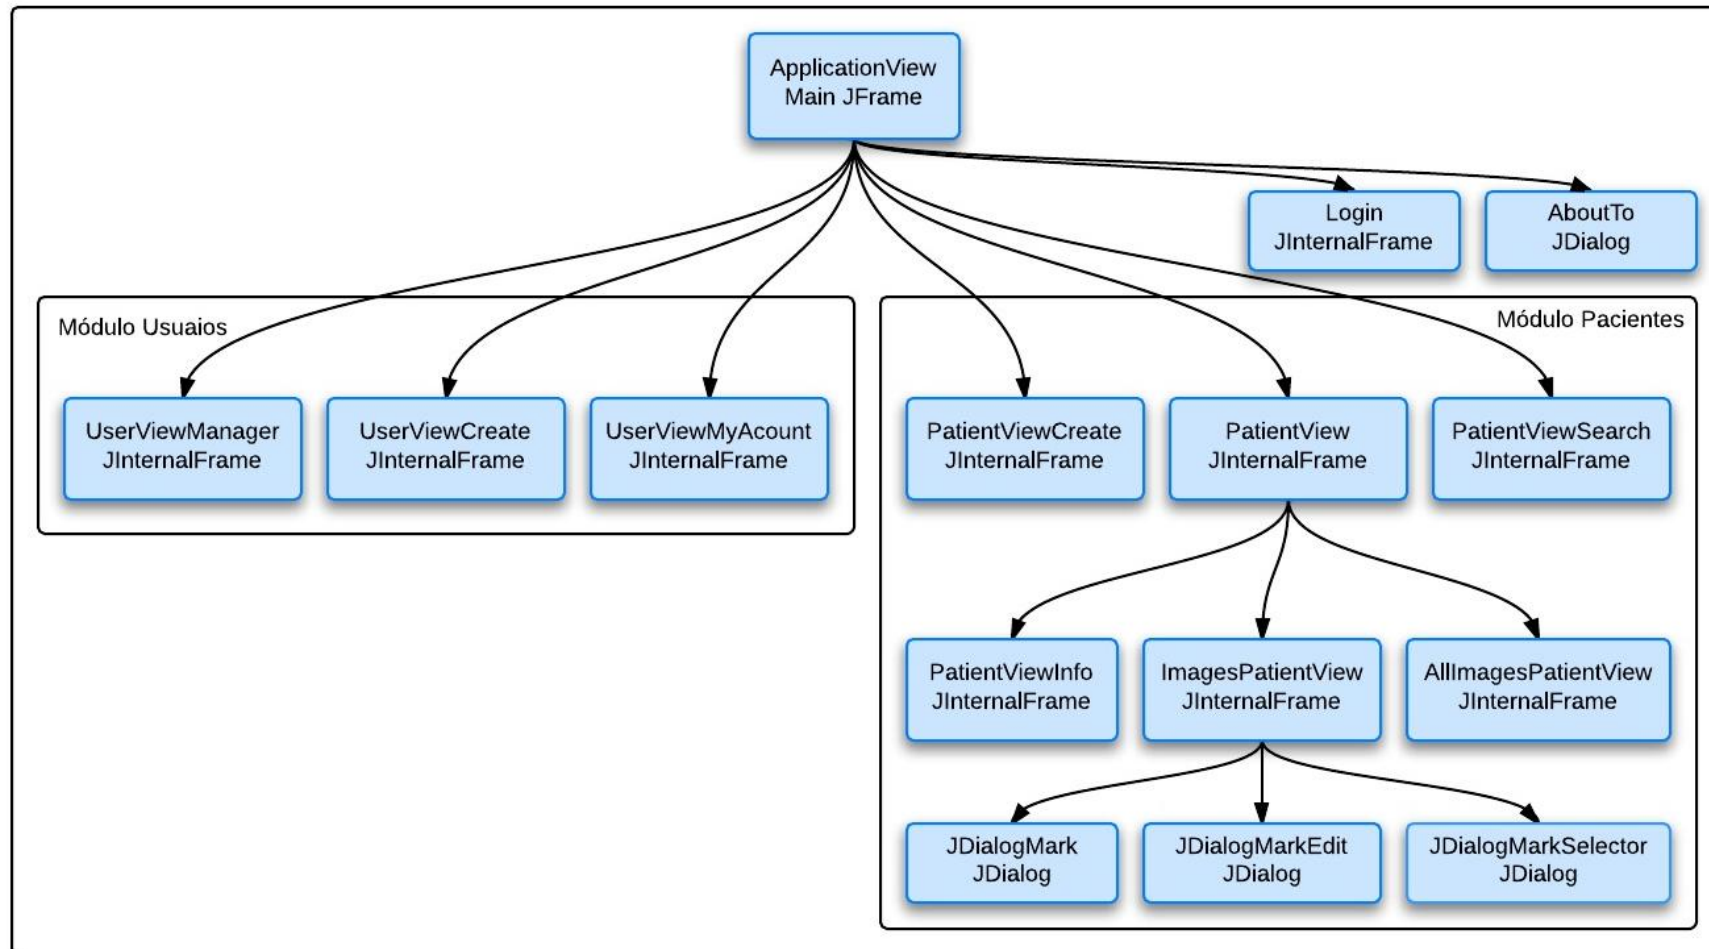 ApplicationView
Main JFrame
Login
JInternalFrame
AboutTo
JDialog
Módulo Usuaios
Módulo Pacientes
UserViewManager
JInternalFrame
UserViewCreate
JInternalFrame
UserViewMyAcount
JInternalFrame
PatientViewCreate
JInternalFrame
PatientView
JInternalFrame
PatientViewSearch
JInternalFrame
PatientViewInfo
JInternalFrame
ImagesPatientView
JInternalFrame
AllImagesPatientView
JInternalFrame
JDialogMark
JDialog
JDialogMarkEdit
JDialog
JDialogMarkSelector
JDialog